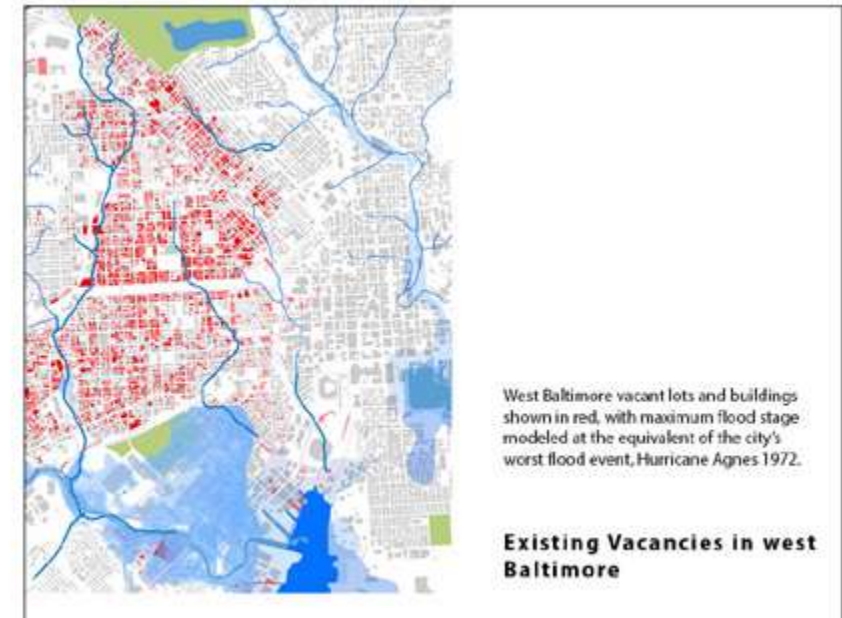 West Baltimore vacant lots and buildings
shown in red, with maximum flood stage
modeled at the equivalent of the city's
worst flood event, Hurricane Agnes 1972.
Existing Vacancies in west
Baltimore